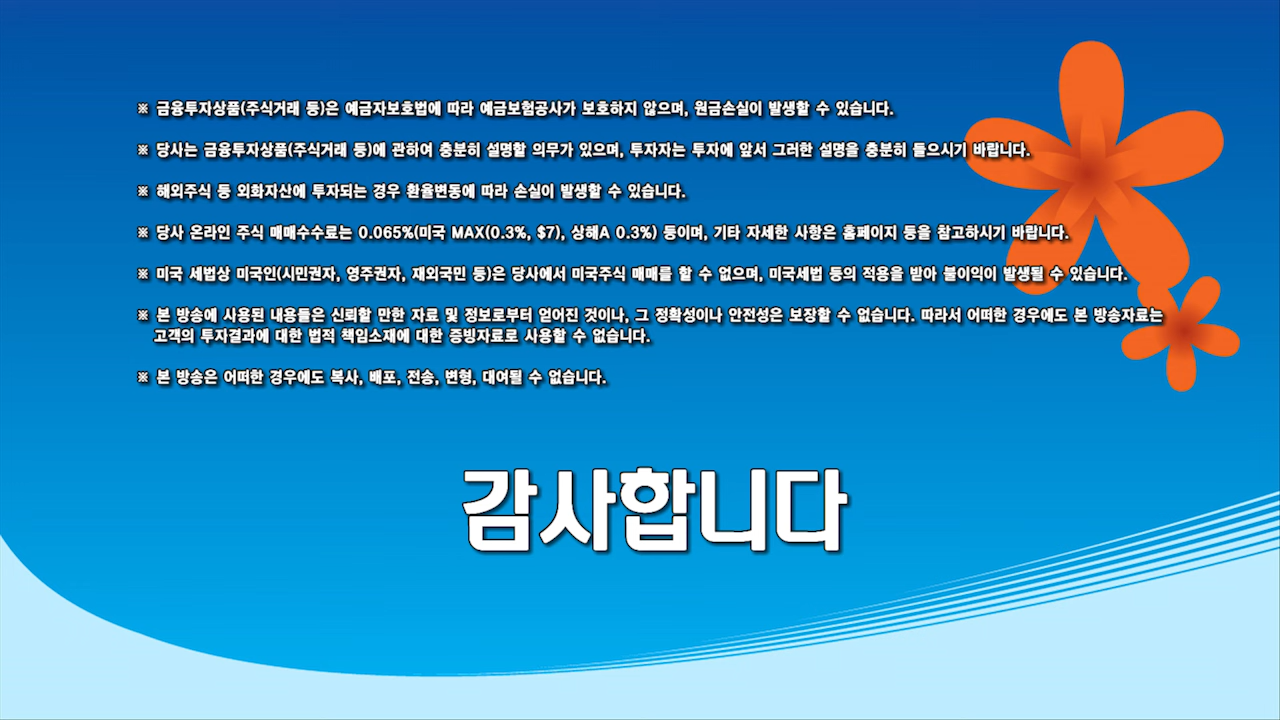 ※ 금융투자상품(주식거래 등)은 예금자보호법에 따라 예금보험공사가 보호하지 않으며, 원금손실이 발생할 수 있습니다.
※ 당사는 금융투자상품(주식거래 등)에 관하여 충분히 설명할 의무가 있으며, 투자자는 투자에 앞서 그러한 설명을 충분히 들으시기 바랍니다.
※ 해외주식 등 외화자산에 투자되는 경우 환율변동에 따라 손실이 발생할 수 있습니다.
※ 당사 온라인 주식 매매수수료는 0.065%(미국 MAX(0.3%, $7), 상해A 0.3%) 등이며, 기타 자세한 사항은 홈페이지 등을 참고하시기 바랍니다.
※ 미국 세법상 미국인(시민권자, 영주권자, 재외국민 등)은 당사에서 미국주식 매매를 할 수 없으며, 미국세법 등의 적용을 받아 불이익이 발생될 수 있습니다.
※ 본 방송에 사용된 내용들은 신뢰할 만한 자료 및 정보로부터 얻어진 것이나, 그 정확성이나 안전성은 보장할 수 없습니다. 따라서 어떠한 경우에도 본 방송자료는
고객의 투자결과에 대한 법적 책임소재에 대한 증빙자료로 사용할 수 없습니다.
※ 본 방송은 어떠한 경우에도 복사, 배포, 전송, 변형, 대여될 수 없습니다.
감사합니다